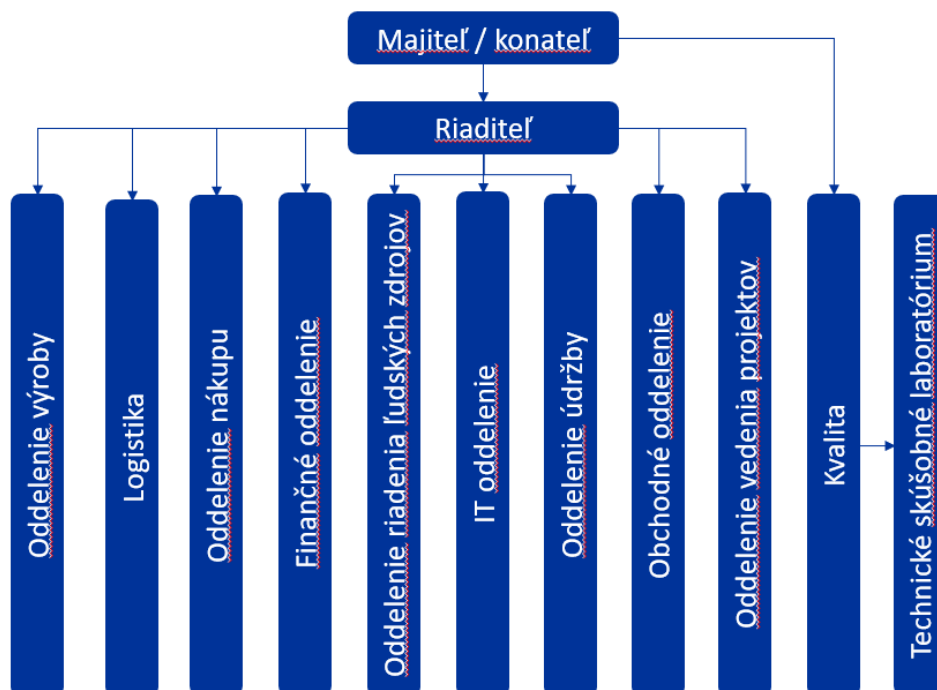 Majiteľ / konateľ
Riaditeľ
Oddelenie výroby
Logistika
Oddelenie nákupu
Finančné oddelenie
Oddelenie riadenia ľudských zdrojov
IT oddelenie
Oddelenie údržby
Obchodné oddelenie
Oddelenie vedenia projektov
Kvalita
Technické skúšobné laboratórium